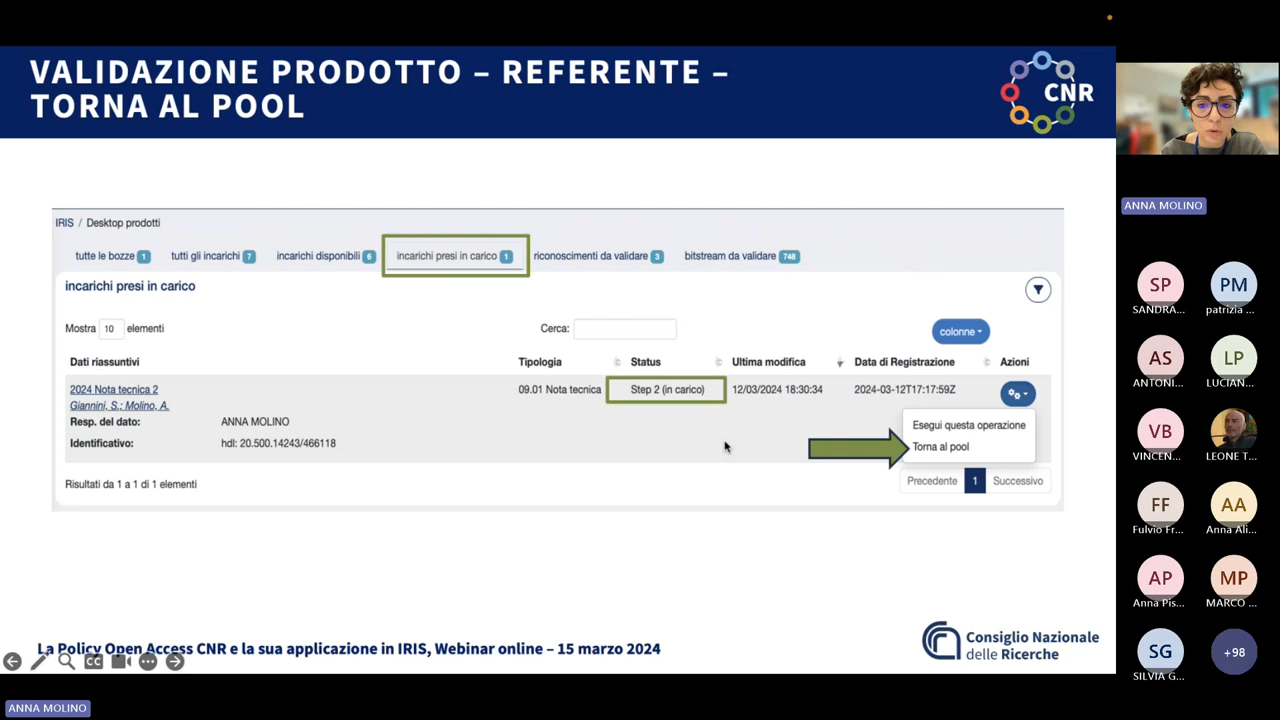 VALIDAZIONE PRODOTTO – REFERENTE –
TORNA AL POOL
CNR
IRIS / Desktop prodotti
tutte le bozze 1 tutti gli incarichi 7 incarichi disponibili 6 incarichi presi in carico 1 riconoscimenti da validare 3 bitstream da validare 748
incarichi presi in carico
Mostra 10 elementi Cerca: colonne
Dati riassuntivi Tipologia Status Ultima modifica Data di Registrazione Azioni
2024 Nota tecnica 2 09.01 Nota tecnica Step 2 (in carico) 12/03/2024 18:30:34 2024-03-12T17:17:59Z
Giannini, S.; Molino, A.
Resp. del dato: ANNA MOLINO
Identificativo: hdl: 20.500.14243/466118
Esegui questa operazione
Torna al pool
Risultati da 1 a 1 di 1 elementi Precedente 1 Successivo
La Policy Open Access CNR e la sua applicazione in IRIS, Webinar online – 15 marzo 2024
Consiglio Nazionale
delle Ricerche
CC
ANNA MOLINO
ANNA MOLINO
SP PM
SANDRA... patrizia ...
AS LP
ANTONI... LUCIAN...
VB
VINCEN... LEONE T...
FF AA
Fulvio Fr... Anna Ali...
AP MP
Anna Pis... MARCO ...
SG +98
SILVIA G...